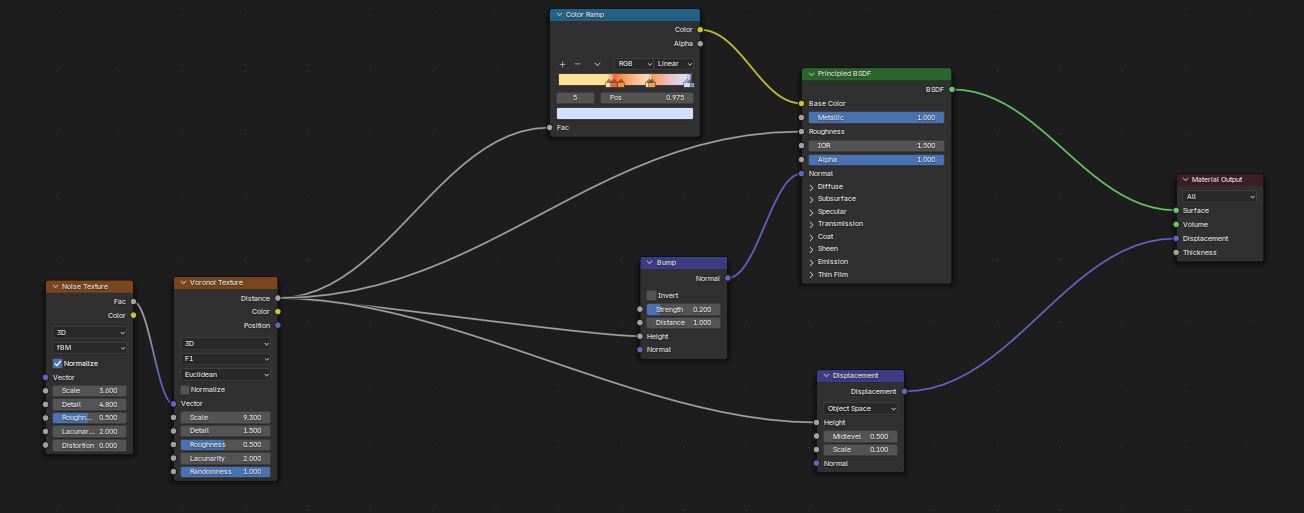 Color Ramp
Color
Alpha
RGB
Linear
5
Pos 0.975
Fac
Principled BSDF
BSDF
Base Color
Metallic 1.000
Roughness
IOR 1.500
Alpha 1.000
Normal
Diffuse
Subsurface
Specular
Transmission
Coat
Sheen
Emission
Thin Film
Material Output
All
Surface
Volume
Displacement
Thickness
Noise Texture
Fac
Color
3D
fBM
Normalize
Vector
Scale 3.600
Detail 4.800
Roughn... 0.500
Lacunar... 2.000
Distortion 0.000
Voronoi Texture
Distance
Color
Position
3D
F1
Euclidean
Normalize
Vector
Scale 9.300
Detail 1.500
Roughness 0.500
Lacunarity 2.000
Randomness 1.000
Bump
Normal
Invert
Strength 0.200
Distance 1.000
Height
Normal
Displacement
Displacement
Object Space
Height
Midlevel 0.500
Scale 0.100
Normal